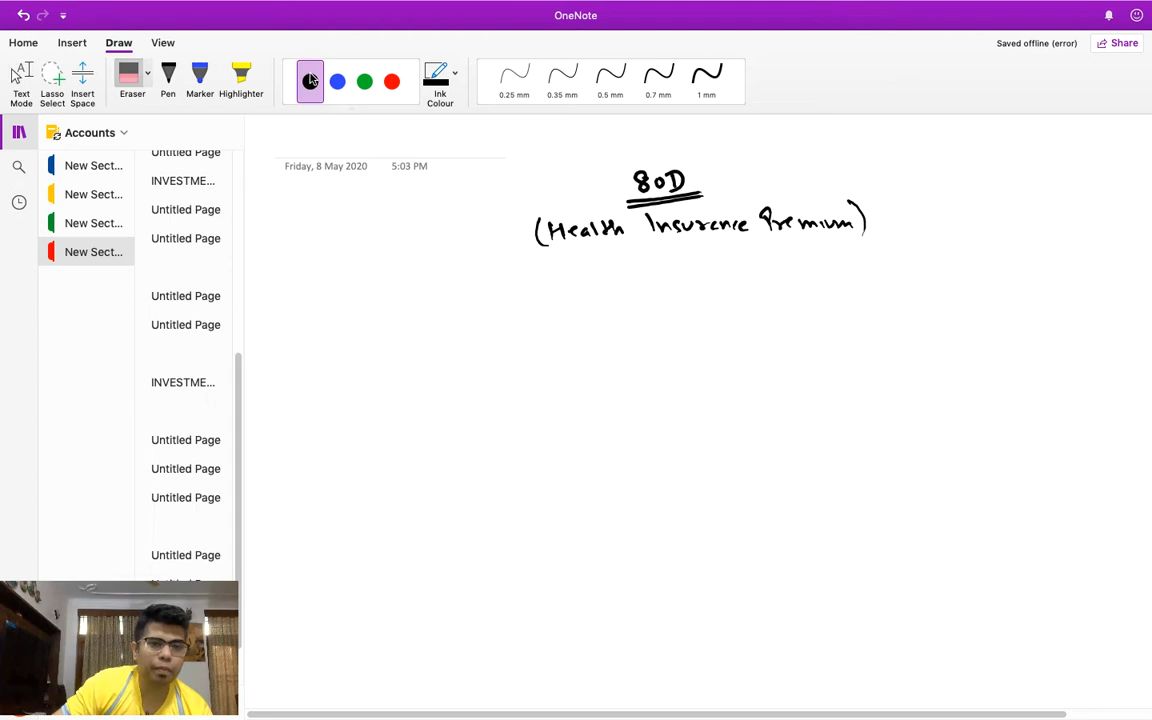 OneNote
Home Insert Draw View
Saved offline (error) Share
Text Mode
Lasso Select
Insert Space
Eraser
Pen
Marker
Highlighter
Ink Colour
0.25 mm 0.35 mm 0.5 mm 0.7 mm 1 mm
Accounts
New Sect...
New Sect...
New Sect...
New Sect...
Untitled Page
INVESTME...
Untitled Page
Untitled Page
Untitled Page
Untitled Page
INVESTME...
Untitled Page
Untitled Page
Untitled Page
Untitled Page
Friday, 8 May 2020 5:03 PM
80D
(Health Insurance Premium)